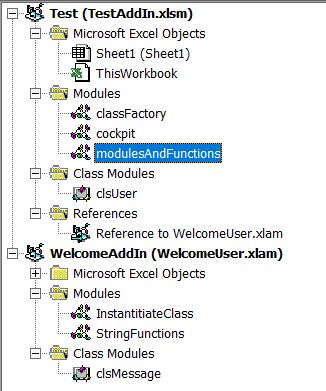 Test (TestAddIn.xlsm)
Microsoft Excel Objects
Sheet1 (Sheet1)
ThisWorkbook
Modules
classFactory
cockpit
modulesAndFunctions
Class Modules
clsUser
References
Reference to WelcomeUser.xlam
WelcomeAddIn (WelcomeUser.xlam)
Microsoft Excel Objects
Modules
InstantitiateClass
StringFunctions
Class Modules
clsMessage